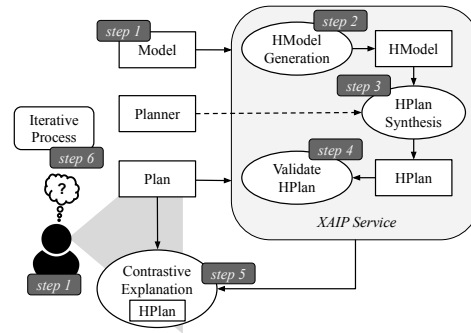 step 1
Model
step 2
HModel
Generation
HModel
step 3
Planner
HPlan
Synthesis
Iterative
Process
step 6
?
step 4
Plan
Validate
HPlan
HPlan
XAIP Service
step 1
Contrastive
Explanation
HPlan
step 5